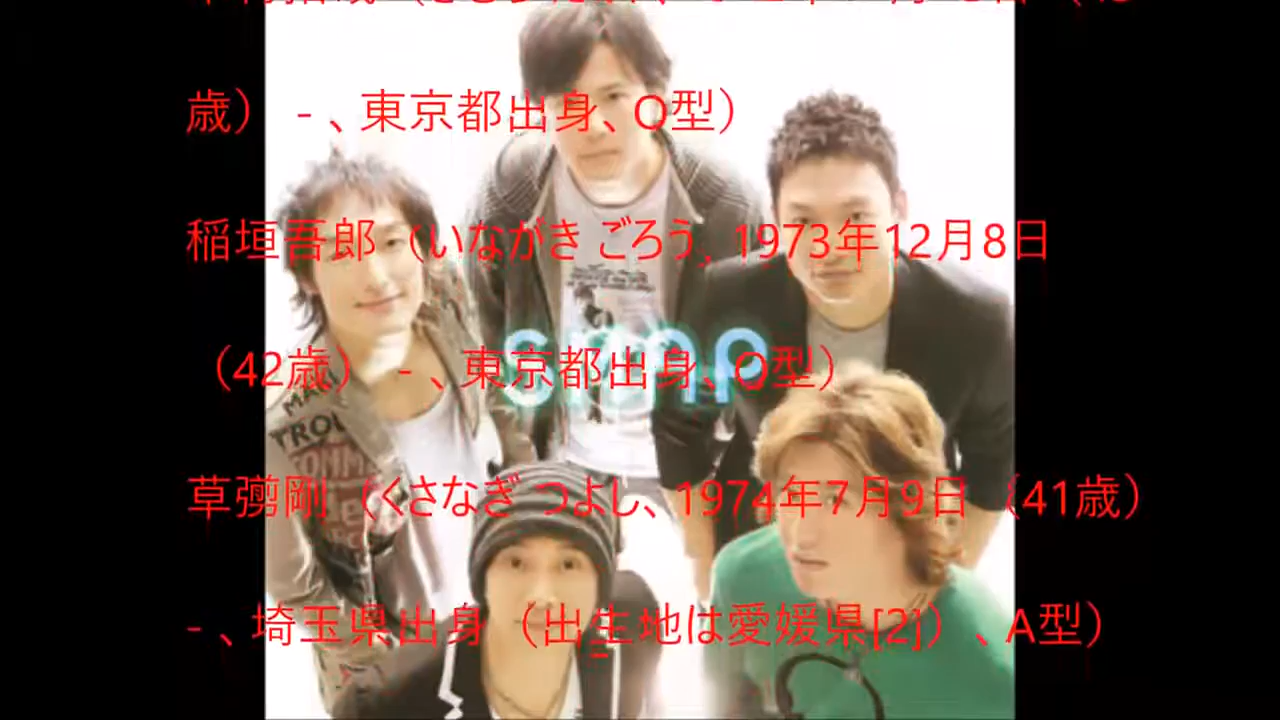 歳） - 、東京都出身、O型）
稲垣吾郎（いながき ごろう, 1973年12月8日
（42歳） - 、東京都出身、O型）
smap
MA
TROU
COMM
草彅剛（くさなぎ つよし、1974年7月9日（41歳）
- 、埼玉県出身（出生地は愛媛県[2]）、A型）